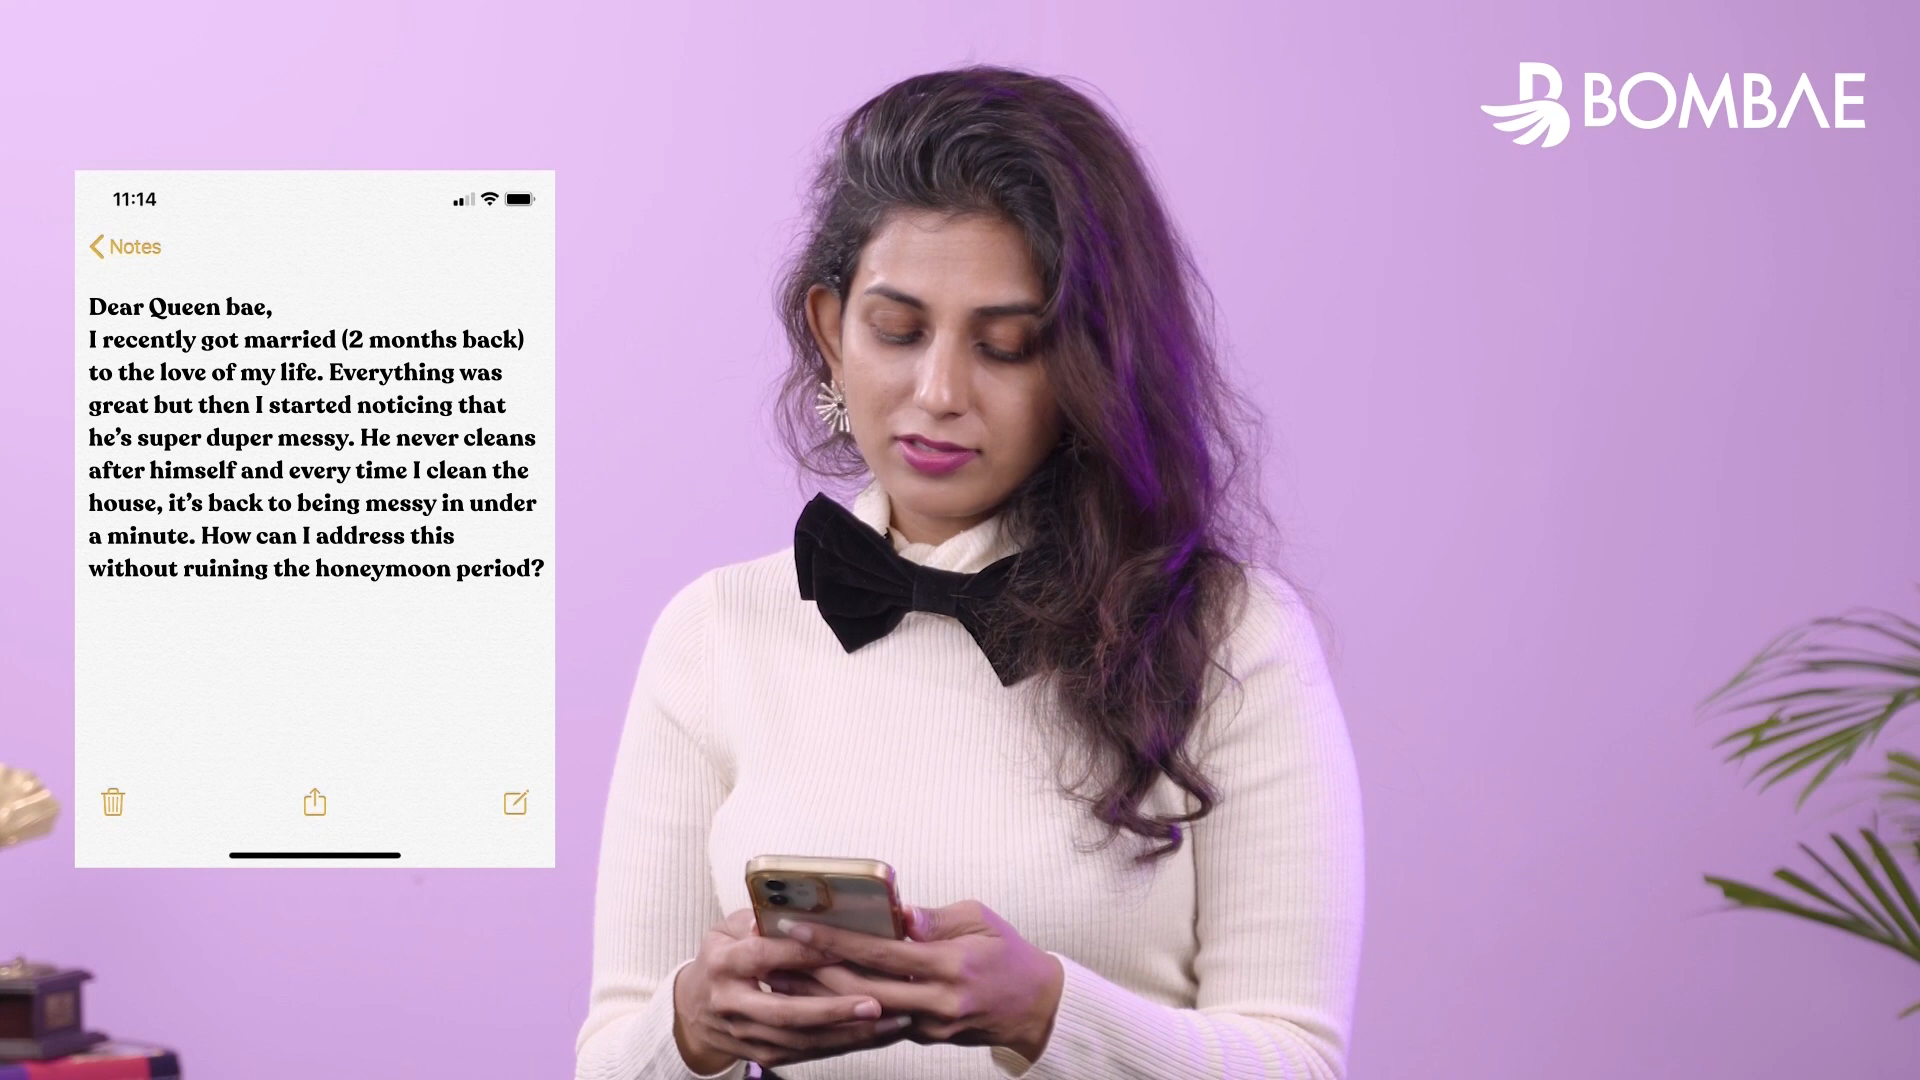 BOMBAE
11:14
Notes
Dear Queen bae,
I recently got married (2 months back)
to the love of my life. Everything was
great but then I started noticing that
he's super duper messy. He never cleans
after himself and every time I clean the
house, it's back to being messy in under
a minute. How can I address this
without ruining the honeymoon period?